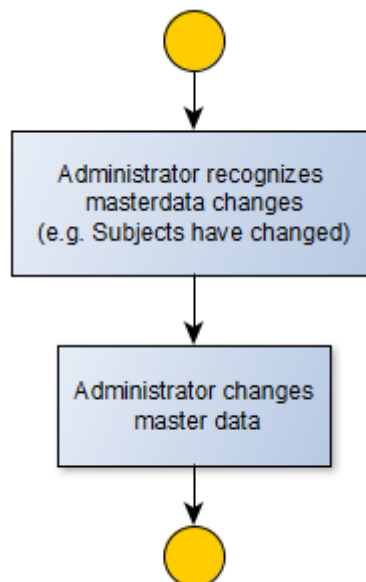 Administrator recognizes
masterdata changes
(e.g. Subjects have changed)
Administrator changes
master data